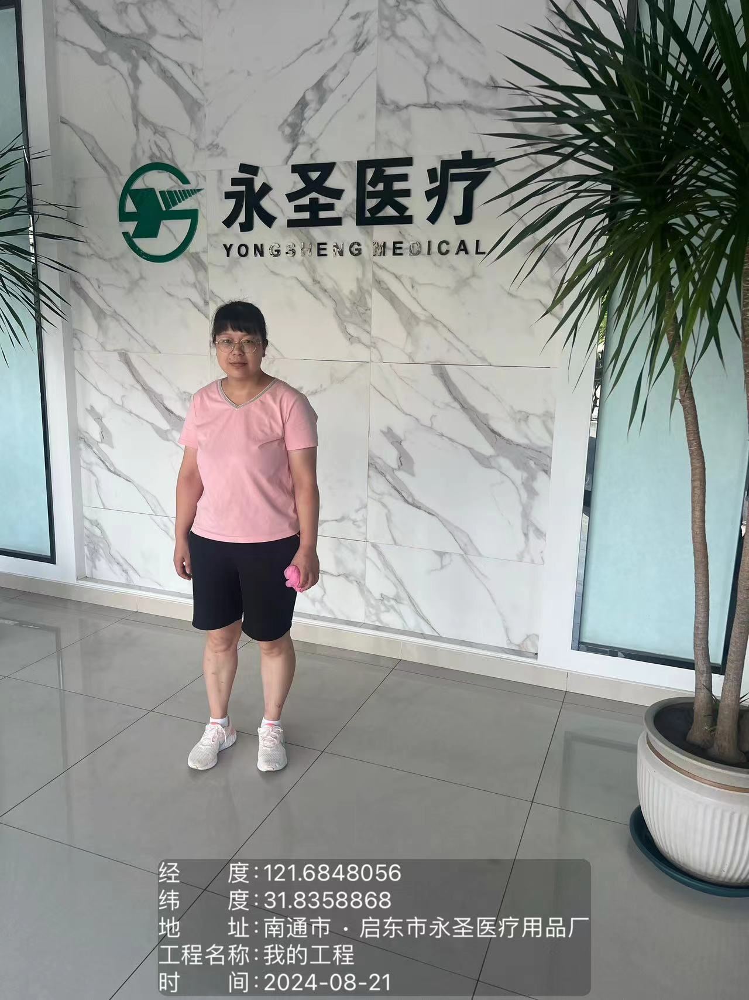 永圣医疗
YONGSHENG MEDICAL
经度:121.6848056
纬度:31.8358868
地址:南通市·启东市永圣医疗用品厂
工程名称:我的工程
时间:2024-08-21